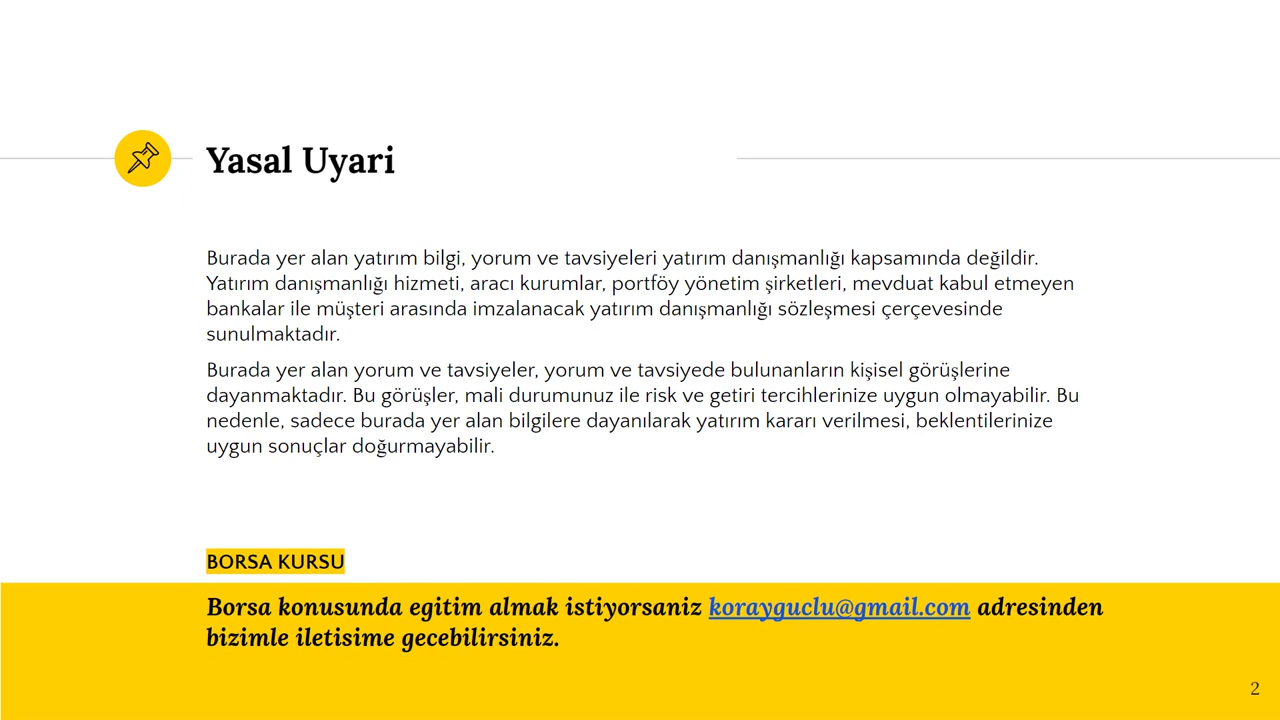 Yasal Uyari
Burada yer alan yatırım bilgi, yorum ve tavsiyeleri yatırım danışmanlığı kapsamında değildir.
Yatırım danışmanlığı hizmeti, aracı kurumlar, portföy yönetim şirketleri, mevduat kabul etmeyen
bankalar ile müşteri arasında imzalanacak yatırım danışmanlığı sözleşmesi çerçevesinde
sunulmaktadır.
Burada yer alan yorum ve tavsiyeler, yorum ve tavsiyede bulunanların kişisel görüşlerine
dayanmaktadır. Bu görüşler, mali durumunuz ile risk ve getiri tercihlerinize uygun olmayabilir. Bu
nedenle, sadece burada yer alan bilgilere dayanılarak yatırım kararı verilmesi, beklentilerinize
uygun sonuçlar doğurmayabilir.
BORSA KURSU
Borsa konusunda egitim almak istiyorsaniz korayguclu@gmail.com adresinden
bizimle iletisime gecebilirsiniz.
2